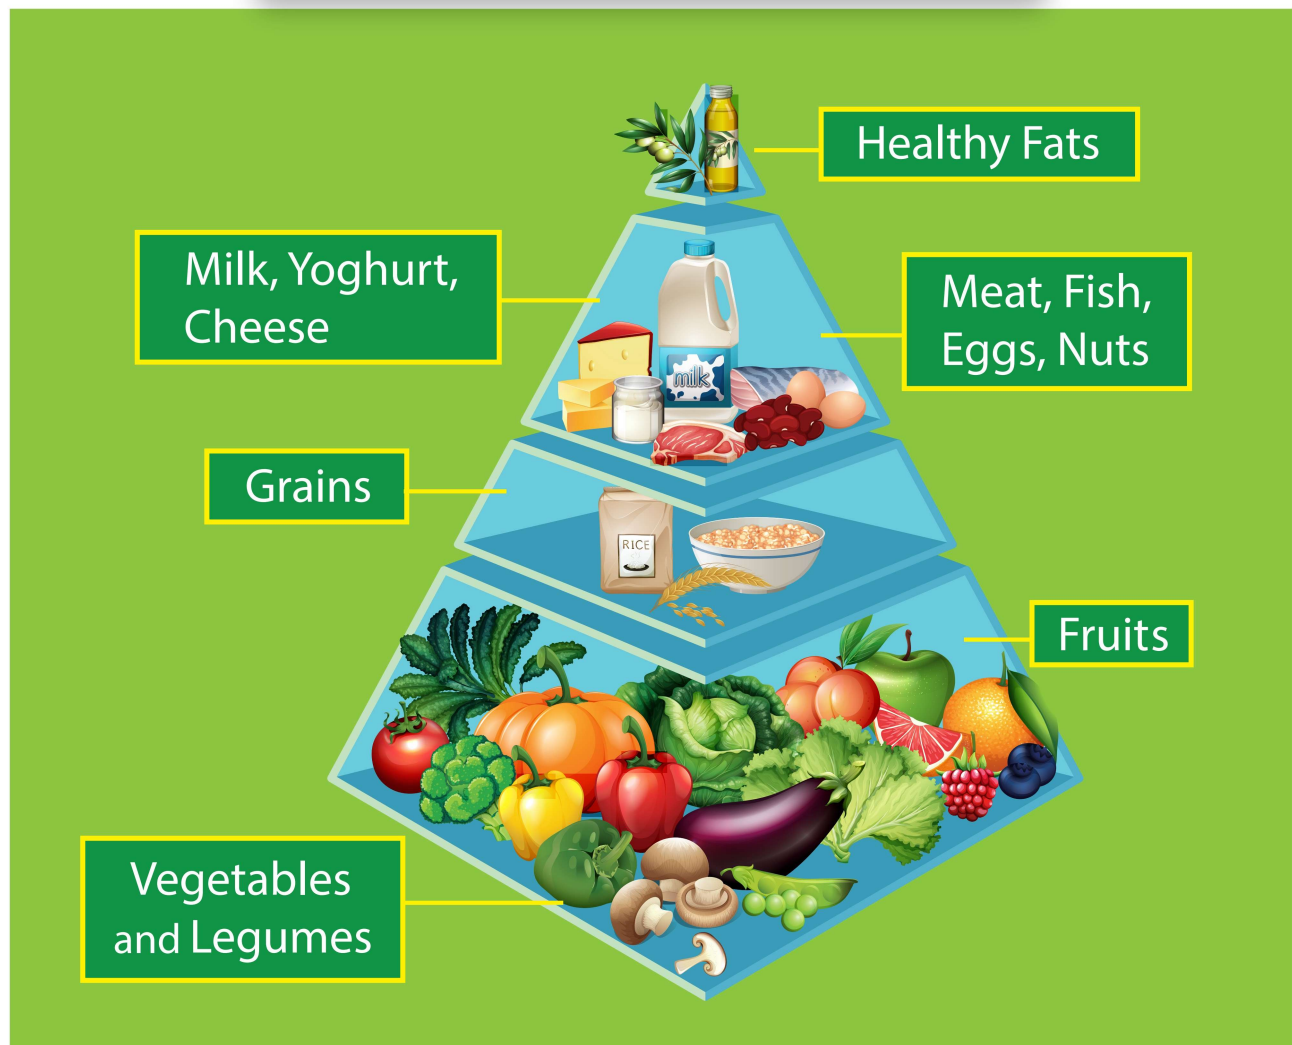 Healthy Fats
Milk, Yoghurt,
Cheese
Meat, Fish,
Eggs, Nuts
milk
Grains
RICE
Fruits
Vegetables
and Legumes